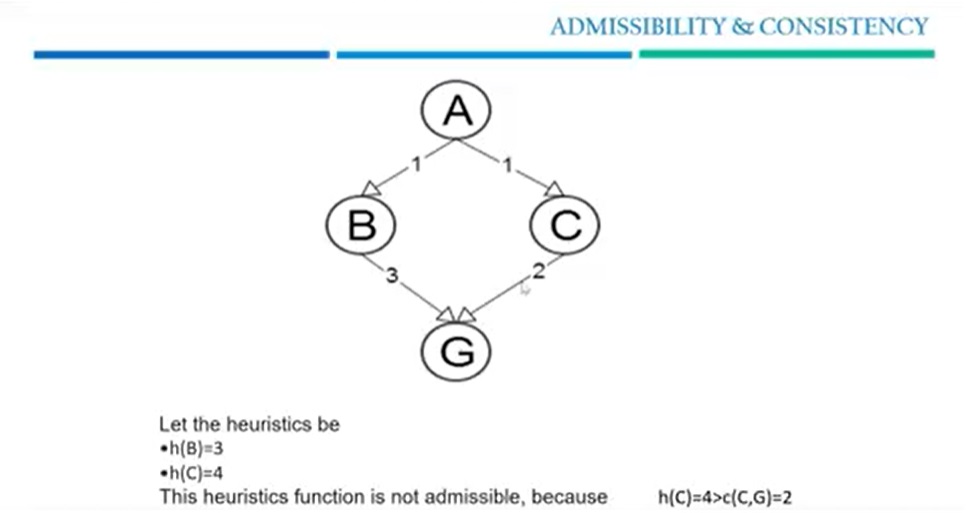 ADMISSIBILITY & CONSISTENCY
A
1 1
B C
3 2
G
Let the heuristics be
•h(B)=3
•h(C)=4
This heuristics function is not admissible, because h(C)=4>c(C,G)=2